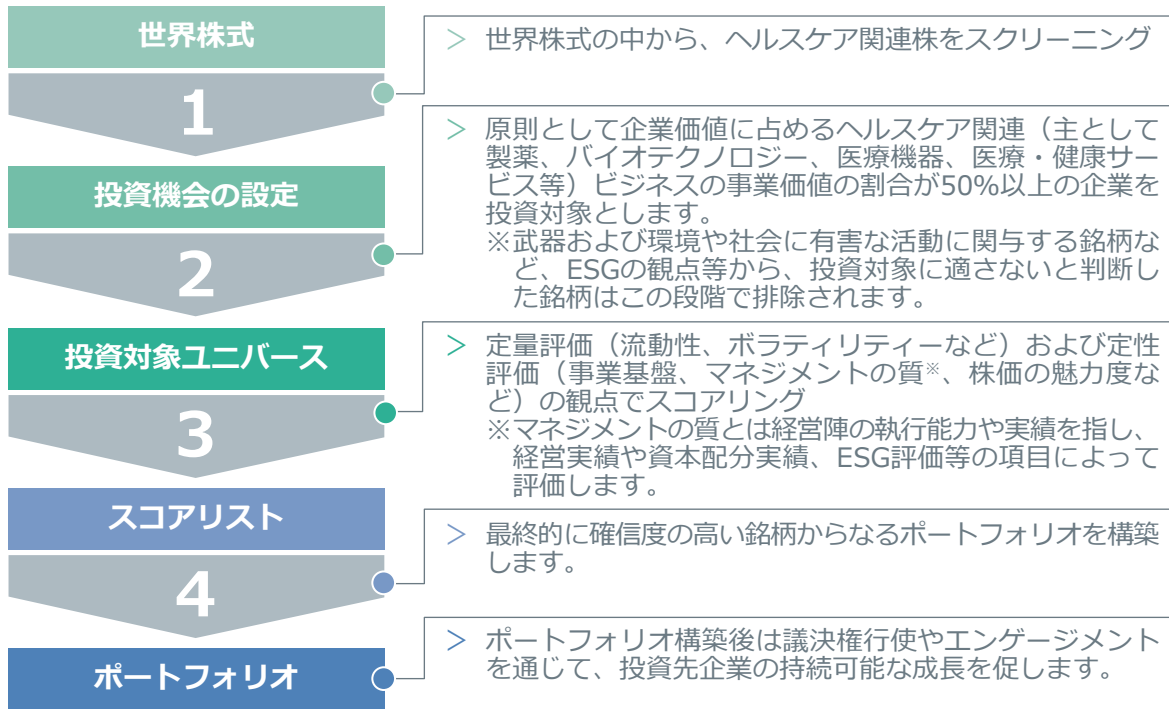 世界株式
＞ 世界株式の中から、ヘルスケア関連株をスクリーニング
1
＞ 原則として企業価値に占めるヘルスケア関連（主として
製薬、バイオテクノロジー、医療機器、医療・健康サー
ビス等）ビジネスの事業価値の割合が50%以上の企業を
投資対象とします。
※武器および環境や社会に有害な活動に関与する銘柄な
ど、ESGの観点等から、投資対象に適さないと判断し
た銘柄はこの段階で排除されます。
投資機会の設定
2
投資対象ユニバース
＞ 定量評価（流動性、ボラティリティーなど）および定性
評価（事業基盤、マネジメントの質※、株価の魅力度な
ど）の観点でスコアリング
※マネジメントの質とは経営陣の執行能力や実績を指し、
経営実績や資本配分実績、ESG評価等の項目によって
評価します。
3
スコアリスト
＞ 最終的に確信度の高い銘柄からなるポートフォリオを構築
します。
4
ポートフォリオ
＞ ポートフォリオ構築後は議決権行使やエンゲージメント
を通じて、投資先企業の持続可能な成長を促します。